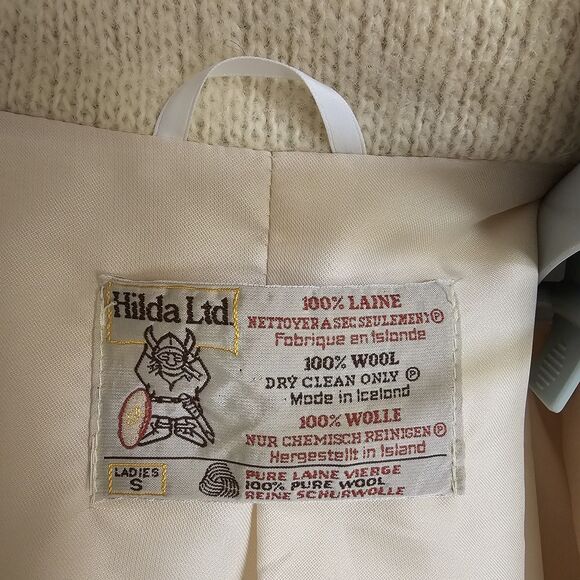 Hilda Ltd.
100% LAINE
NETTOYER A SEC SEULEMENT Ⓟ
Fabrique en Islonde
100% WOOL
DRY CLEAN ONLY Ⓟ
Made in Iceland
100% WOLLE
NUR CHEMISCH REINIGEN Ⓟ
Hergestellt in Island
LADIES
S
PURE LAINE VIERGE
100% PURE WOOL
REINE SCHURWOLLE